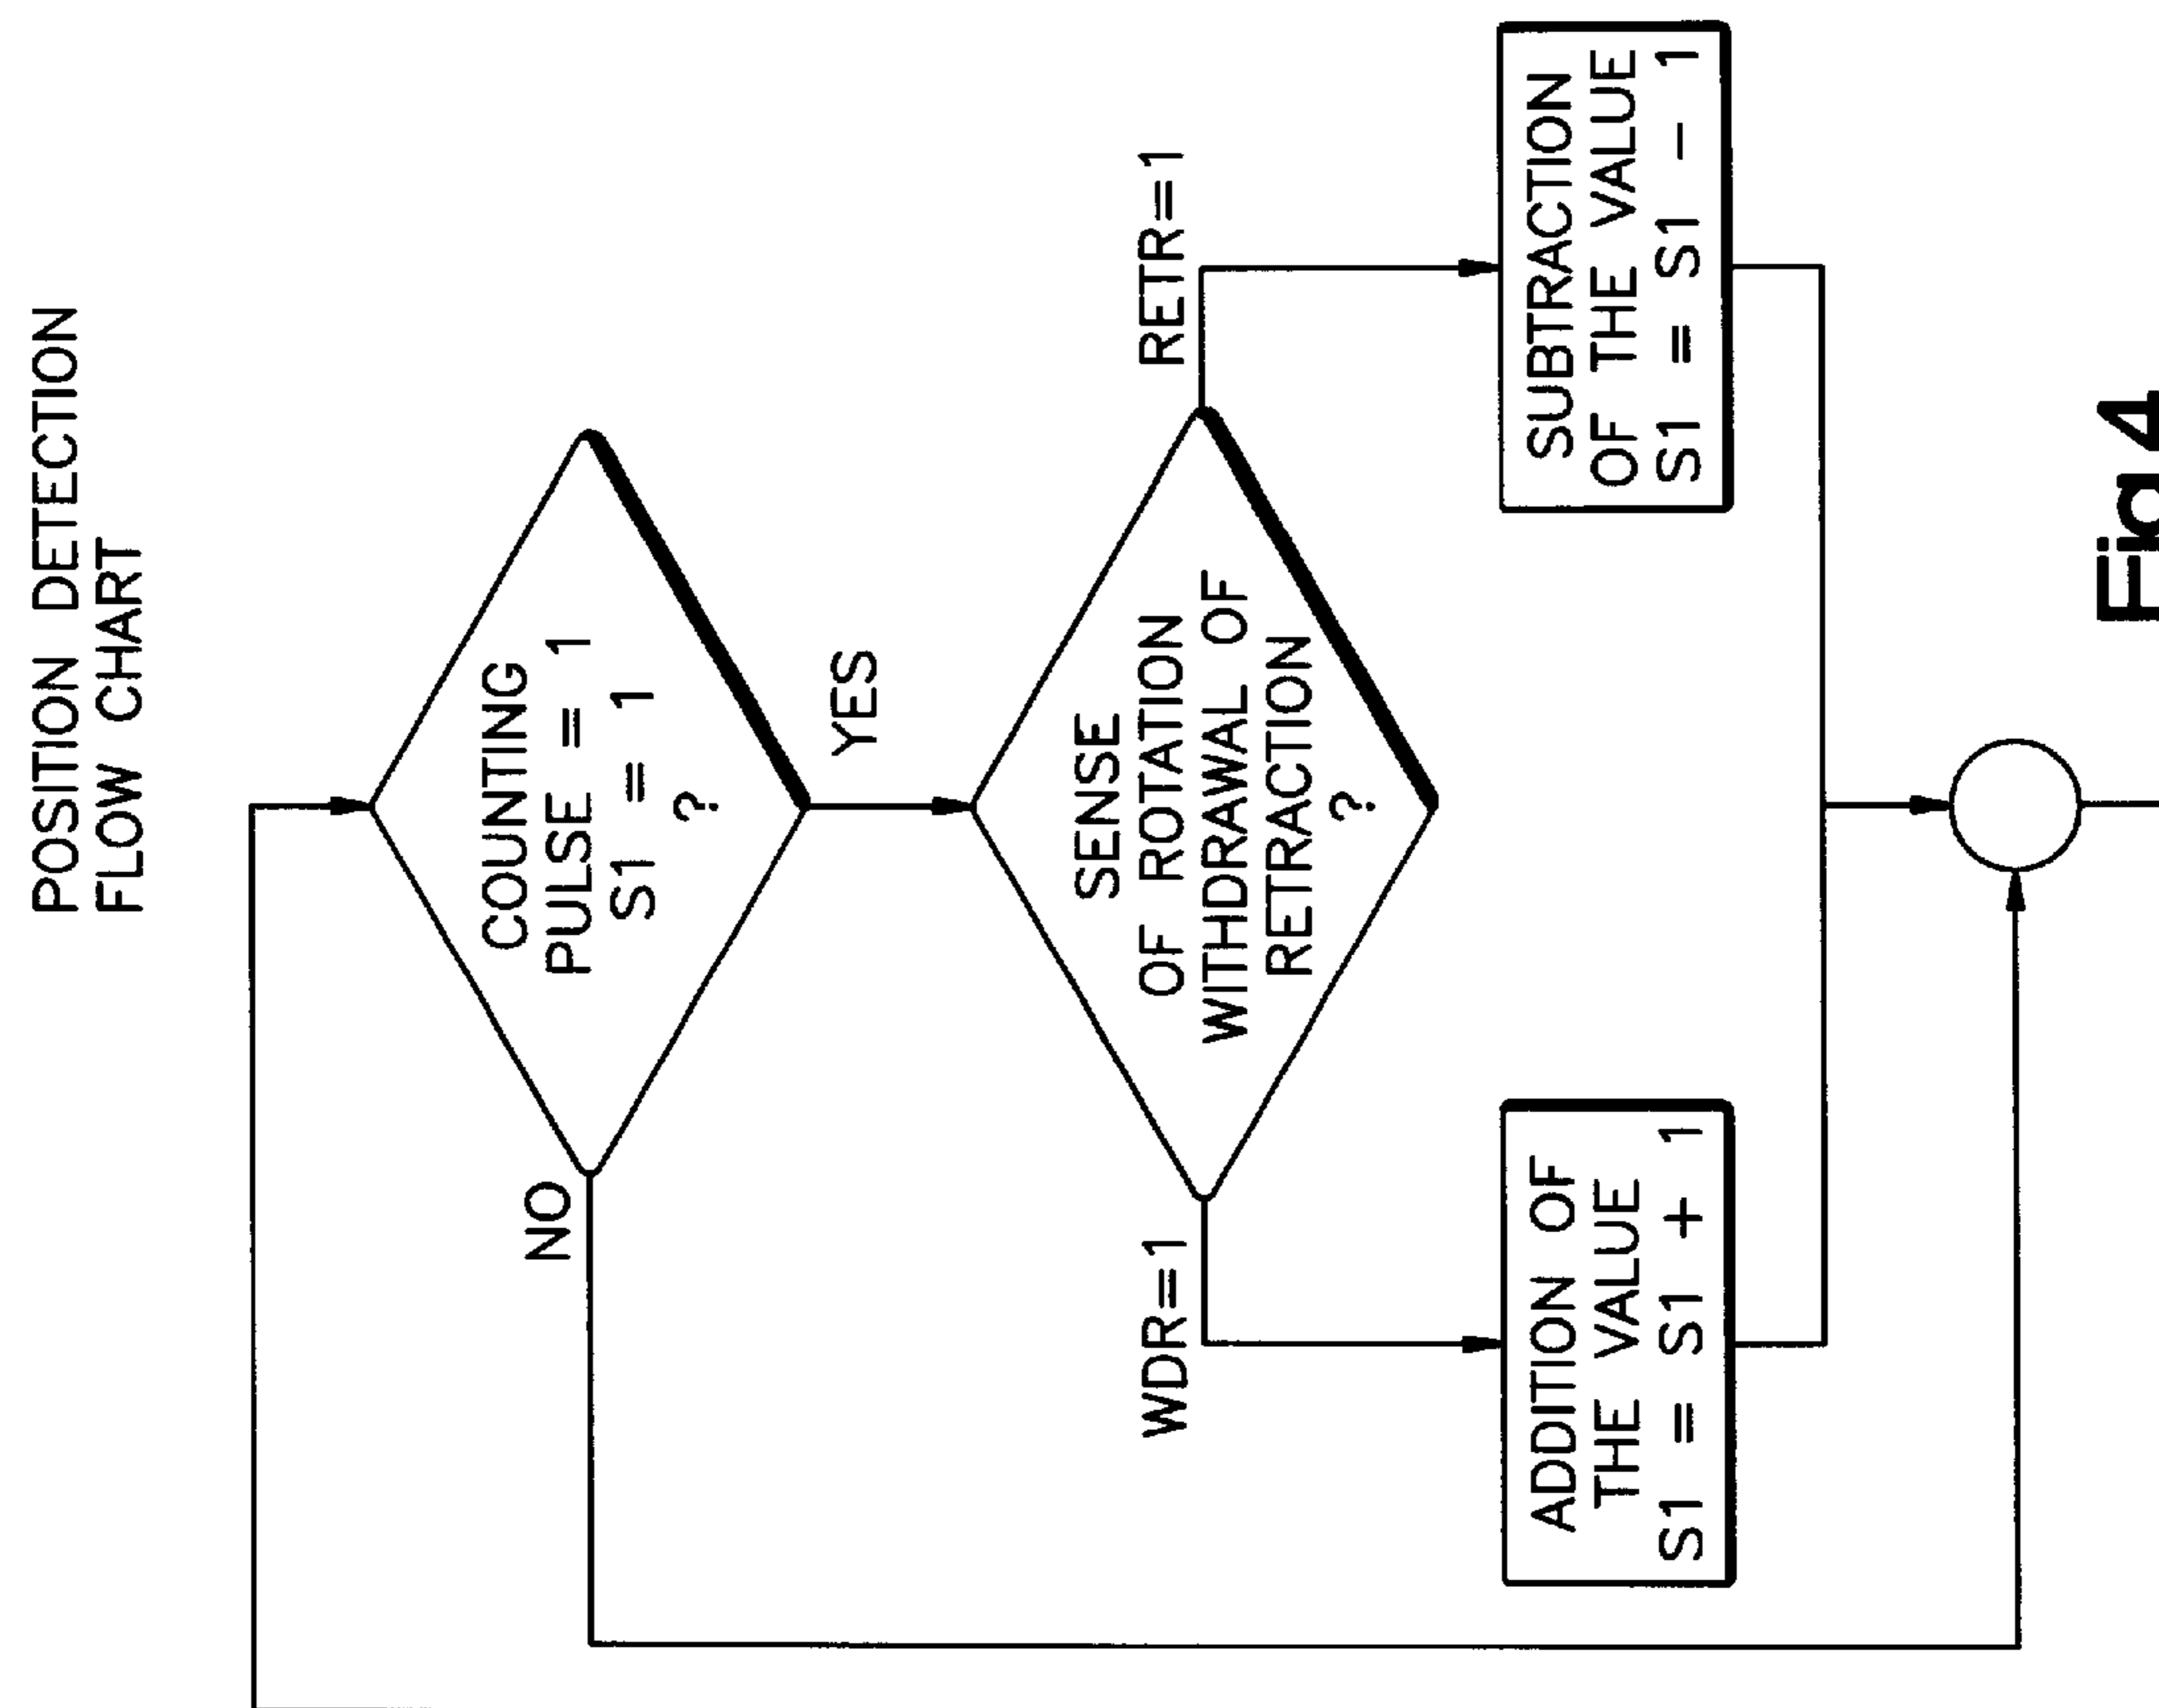 POSITION DETECTION
FLOW CHART
COUNTING
PULSE = 1
S1 = 1
?
NO
YES
SENSE
OF ROTATION
WITHDRAWAL OF
RETRACTION
?
WDR=1
RETR=1
ADDITION OF
THE VALUE
S1 = S1 + 1
SUBTRACTION
OF THE VALUE
S1 = S1 - 1
Fig 4